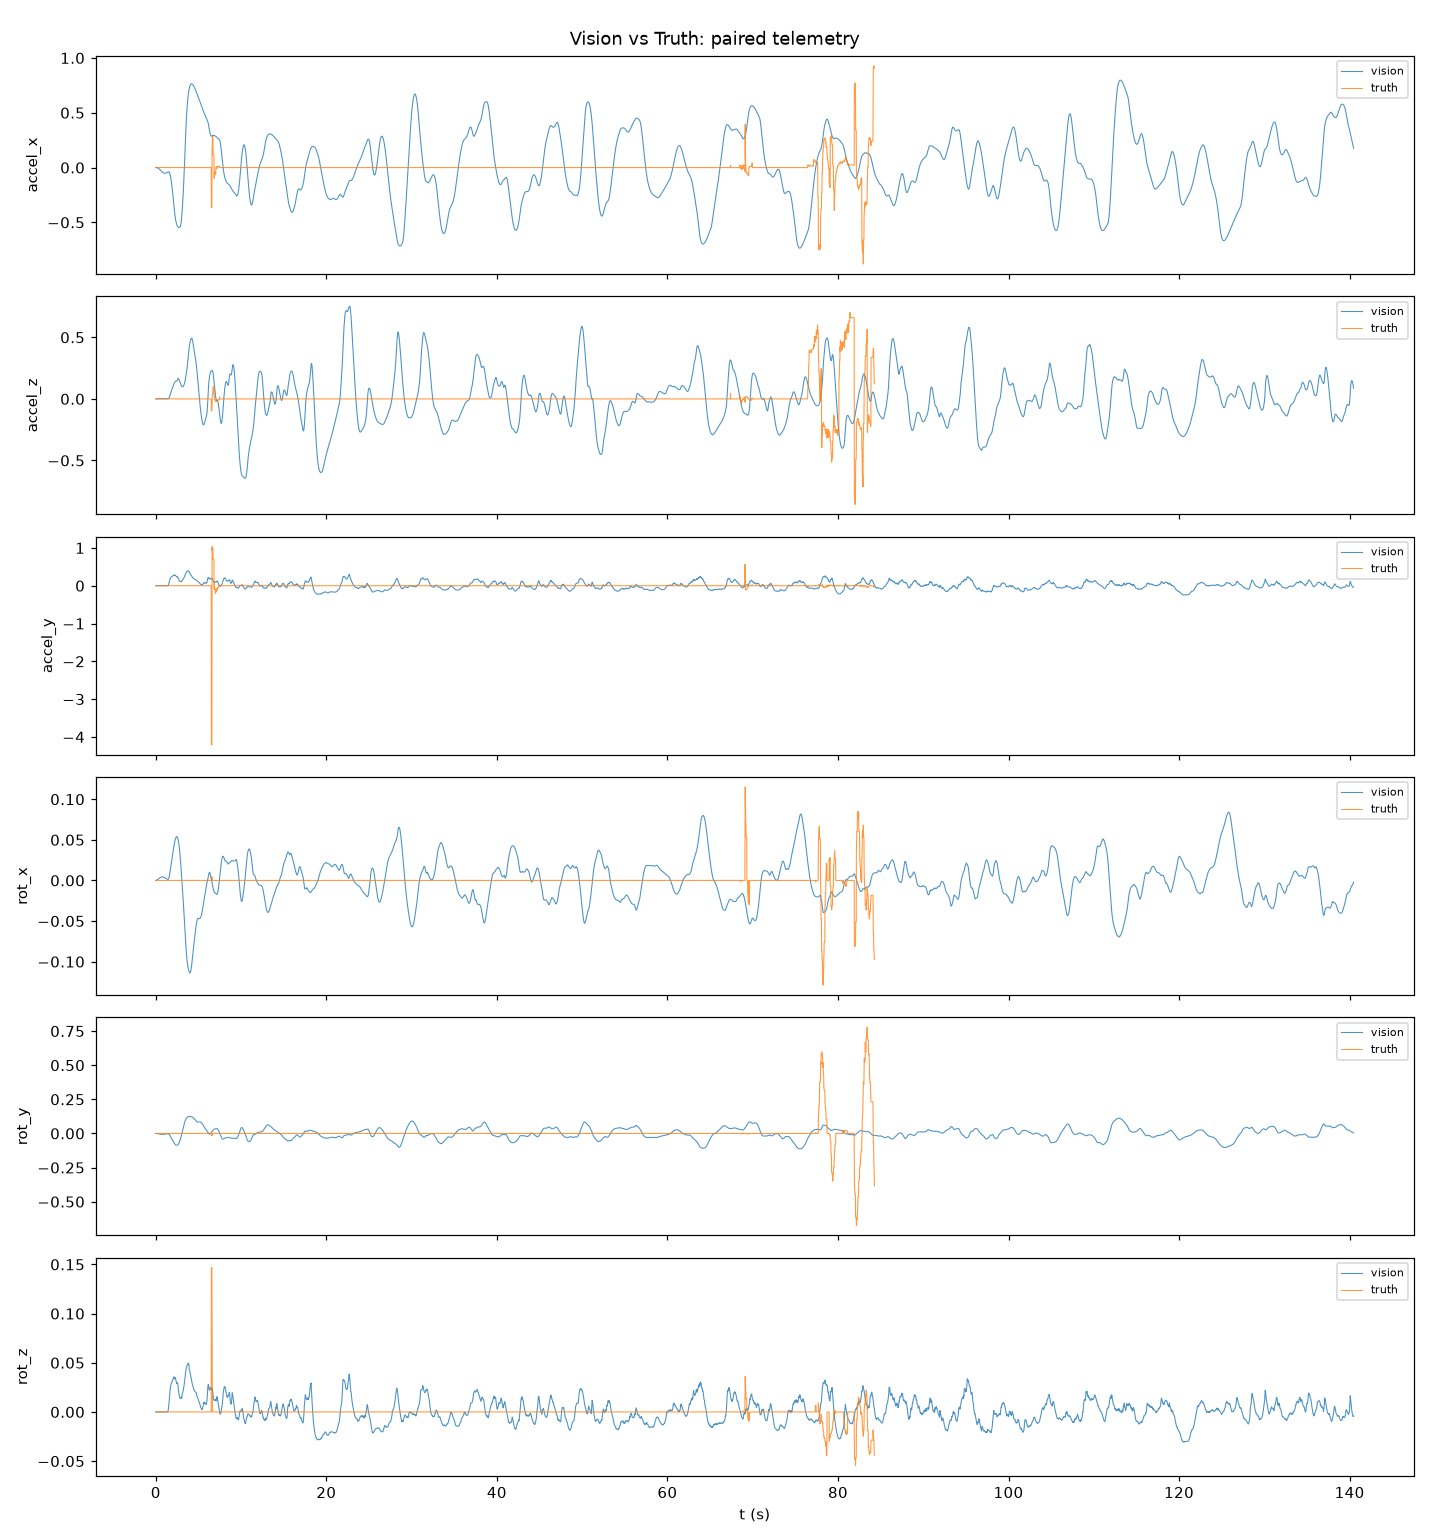 Vision vs Truth: paired telemetry
1.0
0.5
0.0
−0.5
accel_x
vision
truth
0.5
0.0
−0.5
accel_z
vision
truth
1
0
−1
−2
−3
−4
accel_y
vision
truth
0.10
0.05
0.00
−0.05
−0.10
rot_x
vision
truth
0.75
0.50
0.25
0.00
−0.25
−0.50
rot_y
vision
truth
0.15
0.10
0.05
0.00
−0.05
rot_z
vision
truth
0 20 40 60 80 100 120 140
t (s)